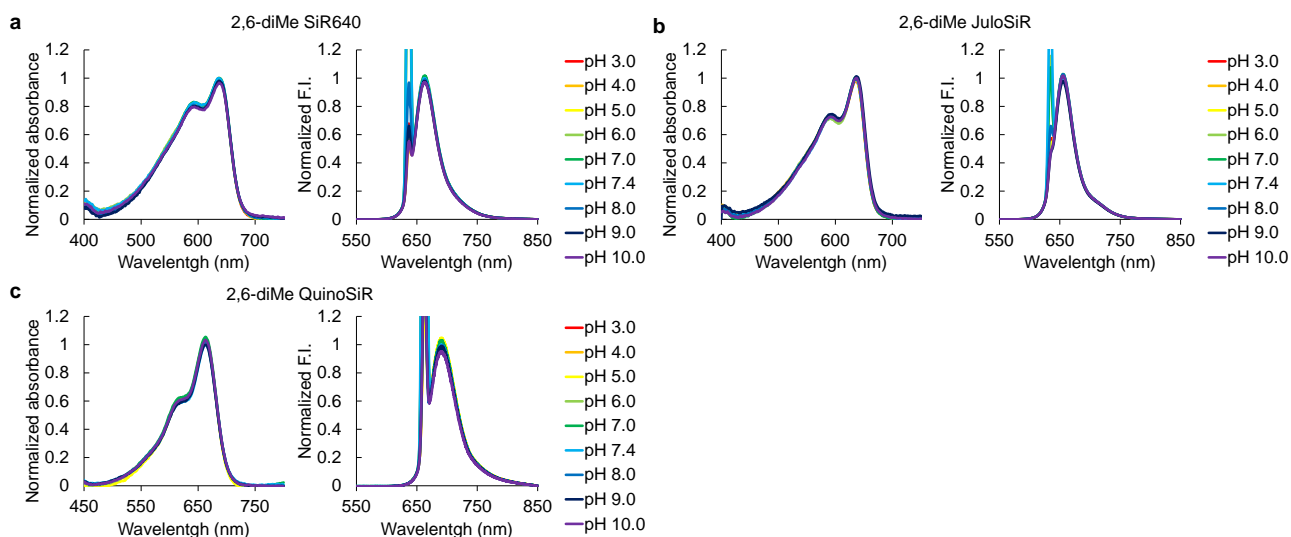 a
2,6-diMe SiR640
Normalized absorbance
1.2
1
0.8
0.6
0.4
0.2
0
400
500
600
700
Wavelentgh (nm)
Normalized F.I.
1.2
1
0.8
0.6
0.4
0.2
0
550
650
750
850
Wavelentgh (nm)
pH 3.0
pH 4.0
pH 5.0
pH 6.0
pH 7.0
pH 7.4
pH 8.0
pH 9.0
pH 10.0
b
2,6-diMe JuloSiR
Normalized absorbance
1.2
1
0.8
0.6
0.4
0.2
0
400
500
600
700
Wavelentgh (nm)
Normalized F.I.
1.2
1
0.8
0.6
0.4
0.2
0
550
650
750
850
Wavelentgh (nm)
pH 3.0
pH 4.0
pH 5.0
pH 6.0
pH 7.0
pH 7.4
pH 8.0
pH 9.0
pH 10.0
c
2,6-diMe QuinoSiR
Normalized absorbance
1.2
1
0.8
0.6
0.4
0.2
0
450
550
650
750
Wavelentgh (nm)
Normalized F.I.
1.2
1
0.8
0.6
0.4
0.2
0
550
650
750
850
Wavelentgh (nm)
pH 3.0
pH 4.0
pH 5.0
pH 6.0
pH 7.0
pH 7.4
pH 8.0
pH 9.0
pH 10.0